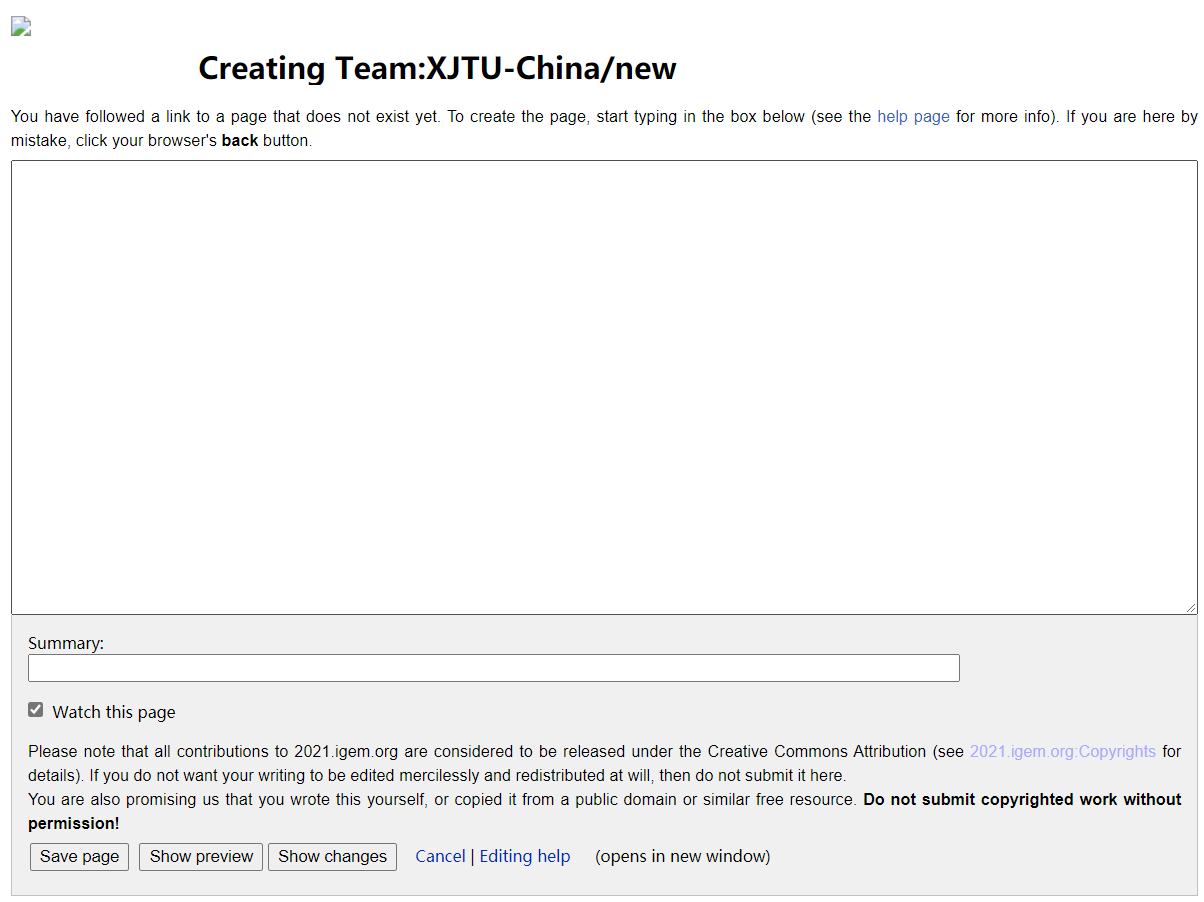 Creating Team:XJTU-China/new
You have followed a link to a page that does not exist yet. To create the page, start typing in the box below (see the help page for more info). If you are here by
mistake, click your browser's back button.
Summary:
Watch this page
Please note that all contributions to 2021.igem.org are considered to be released under the Creative Commons Attribution (see 2021.igem.org:Copyrights for
details). If you do not want your writing to be edited mercilessly and redistributed at will, then do not submit it here.
You are also promising us that you wrote this yourself, or copied it from a public domain or similar free resource. Do not submit copyrighted work without
permission!
Save page Show preview Show changes Cancel | Editing help (opens in new window)